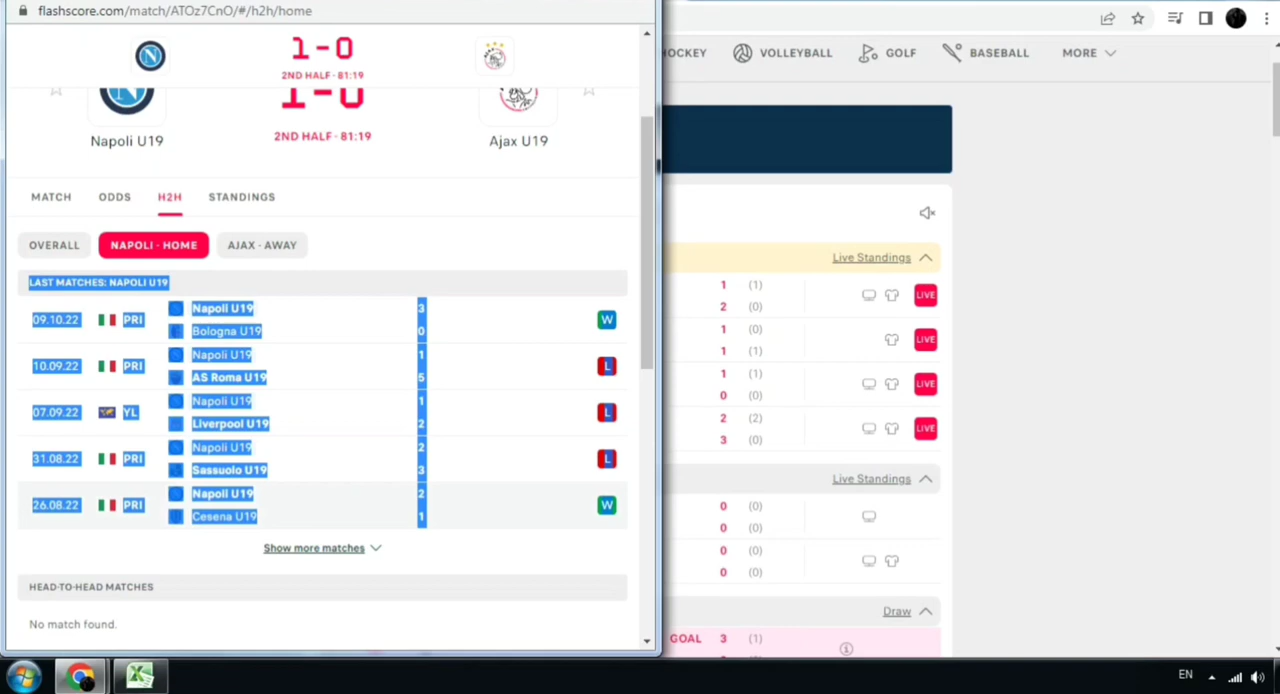 flashscore.com/match/ATOz7CnO/#/h2h/home
1-0
2ND HALF - 81:19
1-0
Napoli U19
2ND HALF - 81:19
Ajax U19
MATCH ODDS H2H STANDINGS
OVERALL NAPOLI - HOME AJAX - AWAY
LAST MATCHES: NAPOLI U19
09.10.22 PRI Napoli U19 3
Bologna U19 0 W
10.09.22 PRI Napoli U19 1
AS Roma U19 5 L
07.09.22 YL Napoli U19 1
Liverpool U19 2 L
31.08.22 PRI Napoli U19 2
Sassuolo U19 3 L
26.08.22 PRI Napoli U19 2
Cesena U19 1 W
Show more matches
HEAD-TO-HEAD MATCHES
No match found.
HOCKEY VOLLEYBALL GOLF BASEBALL MORE
Live Standings
1 (1)
2 (0) LIVE
1 (0)
1 (1) LIVE
1 (1)
0 (0) LIVE
2 (2)
3 (0) LIVE
Live Standings
0 (0)
0 (0)
0 (0)
0 (0)
Draw
GOAL 3 (1)
EN